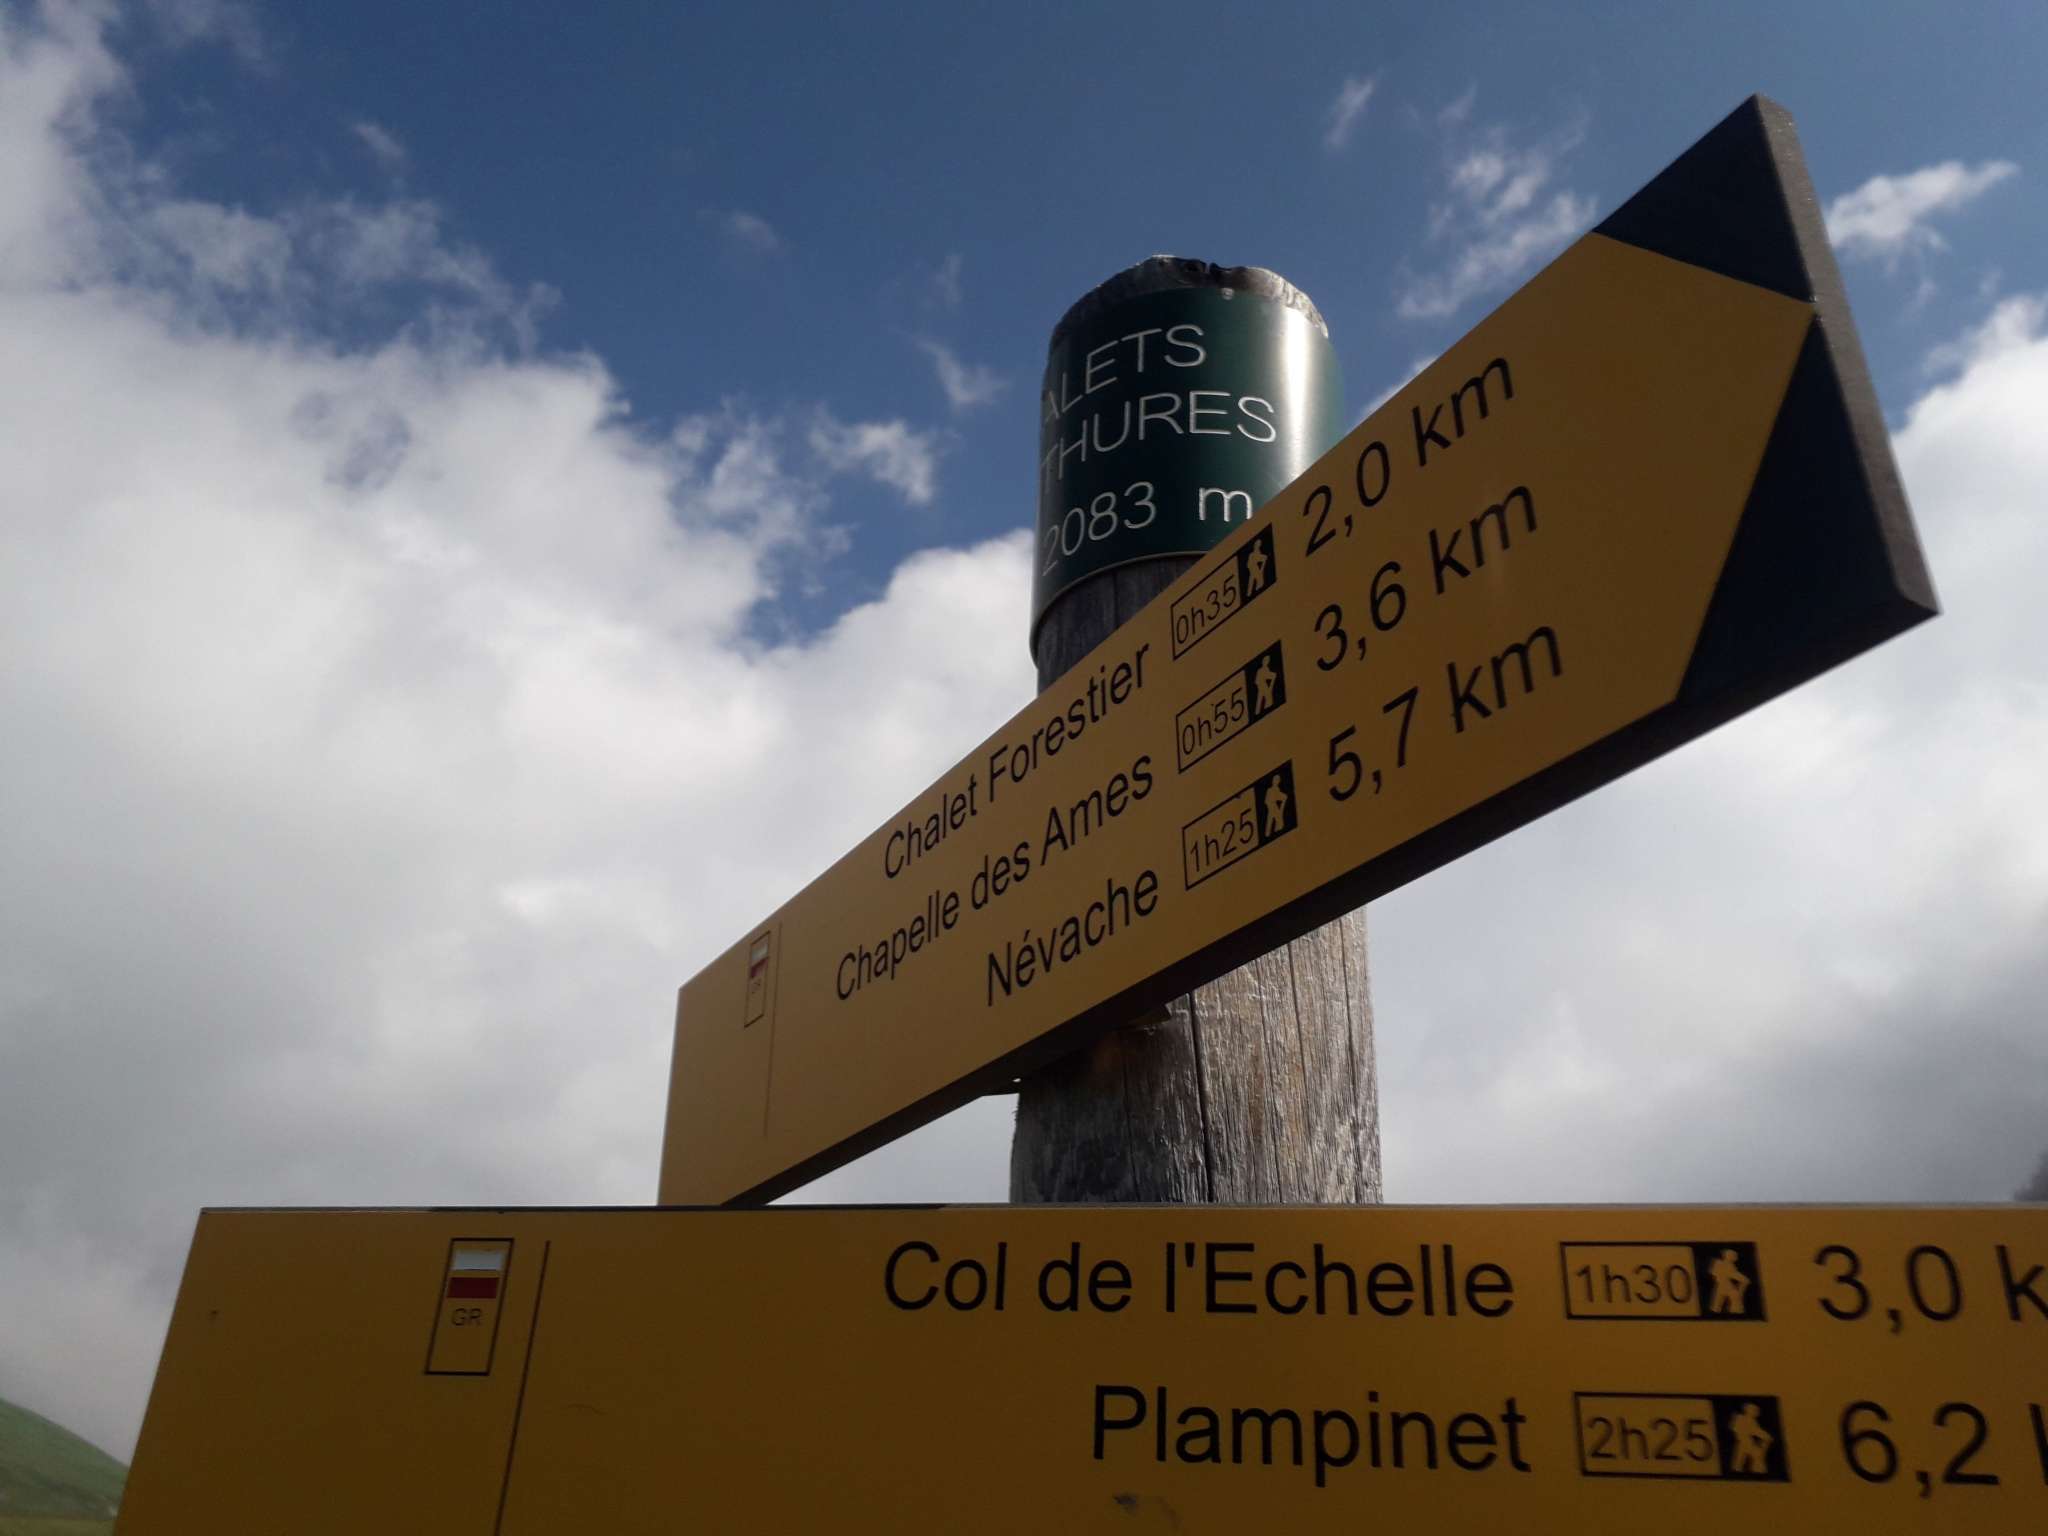 ALETS
THURES
2083 m
Chalet Forestier 0h35 2,0 km
Chapelle des Ames 0h55 3,6 km
Névache 1h25 5,7 km
GR
Col de l'Echelle 1h30 3,0 k
GR
Plampinet 2h25 6,2